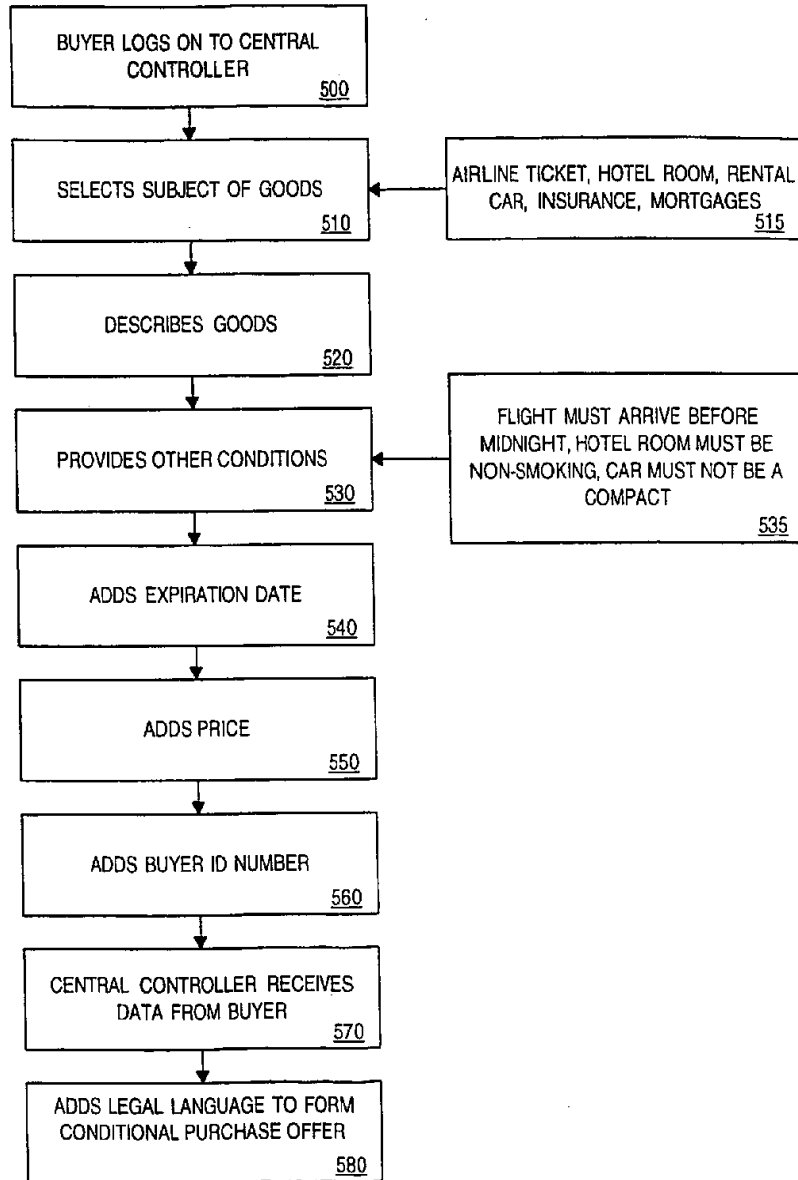 BUYER LOGS ON TO CENTRAL
CONTROLLER
500
SELECTS SUBJECT OF GOODS
510
AIRLINE TICKET, HOTEL ROOM, RENTAL
CAR, INSURANCE, MORTGAGES
515
DESCRIBES GOODS
520
PROVIDES OTHER CONDITIONS
530
FLIGHT MUST ARRIVE BEFORE
MIDNIGHT, HOTEL ROOM MUST BE
NON-SMOKING, CAR MUST NOT BE A
COMPACT
535
ADDS EXPIRATION DATE
540
ADDS PRICE
550
ADDS BUYER ID NUMBER
560
CENTRAL CONTROLLER RECEIVES
DATA FROM BUYER
570
ADDS LEGAL LANGUAGE TO FORM
CONDITIONAL PURCHASE OFFER
580